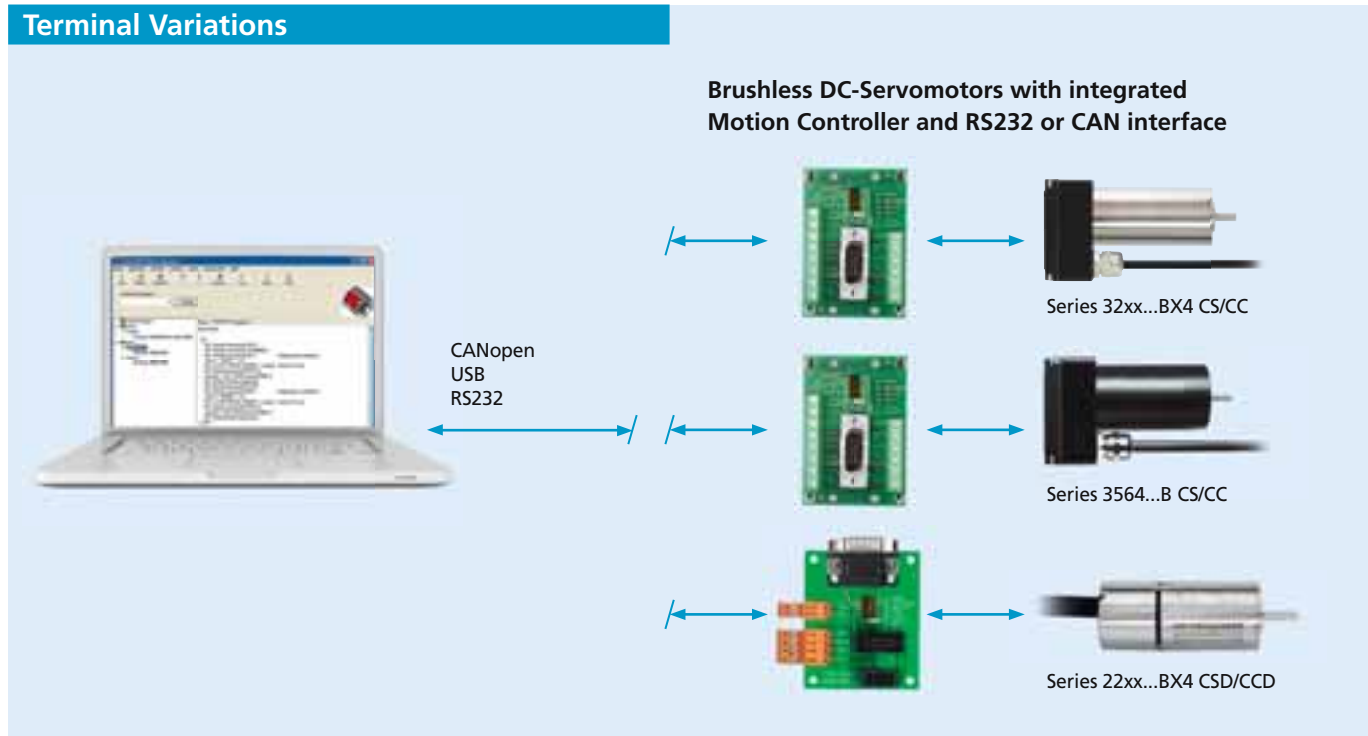 Terminal Variations
Brushless DC-Servomotors with integrated
Motion Controller and RS232 or CAN interface
CANopen
USB
RS232
Series 32xx...BX4 CS/CC
Series 3564...B CS/CC
Series 22xx...BX4 CSD/CCD